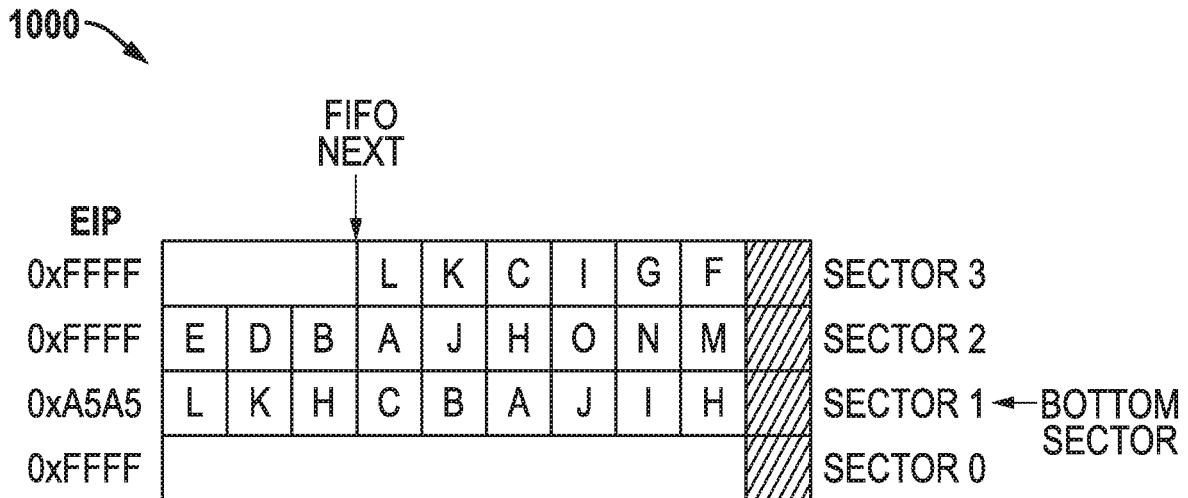 1000
FIFO
NEXT
EIP
0xFFFF L K C I G F SECTOR 3
0xFFFF E D B A J H O N M SECTOR 2
0xA5A5 L K H C B A J I H SECTOR 1 BOTTOM
SECTOR
0xFFFF SECTOR 0